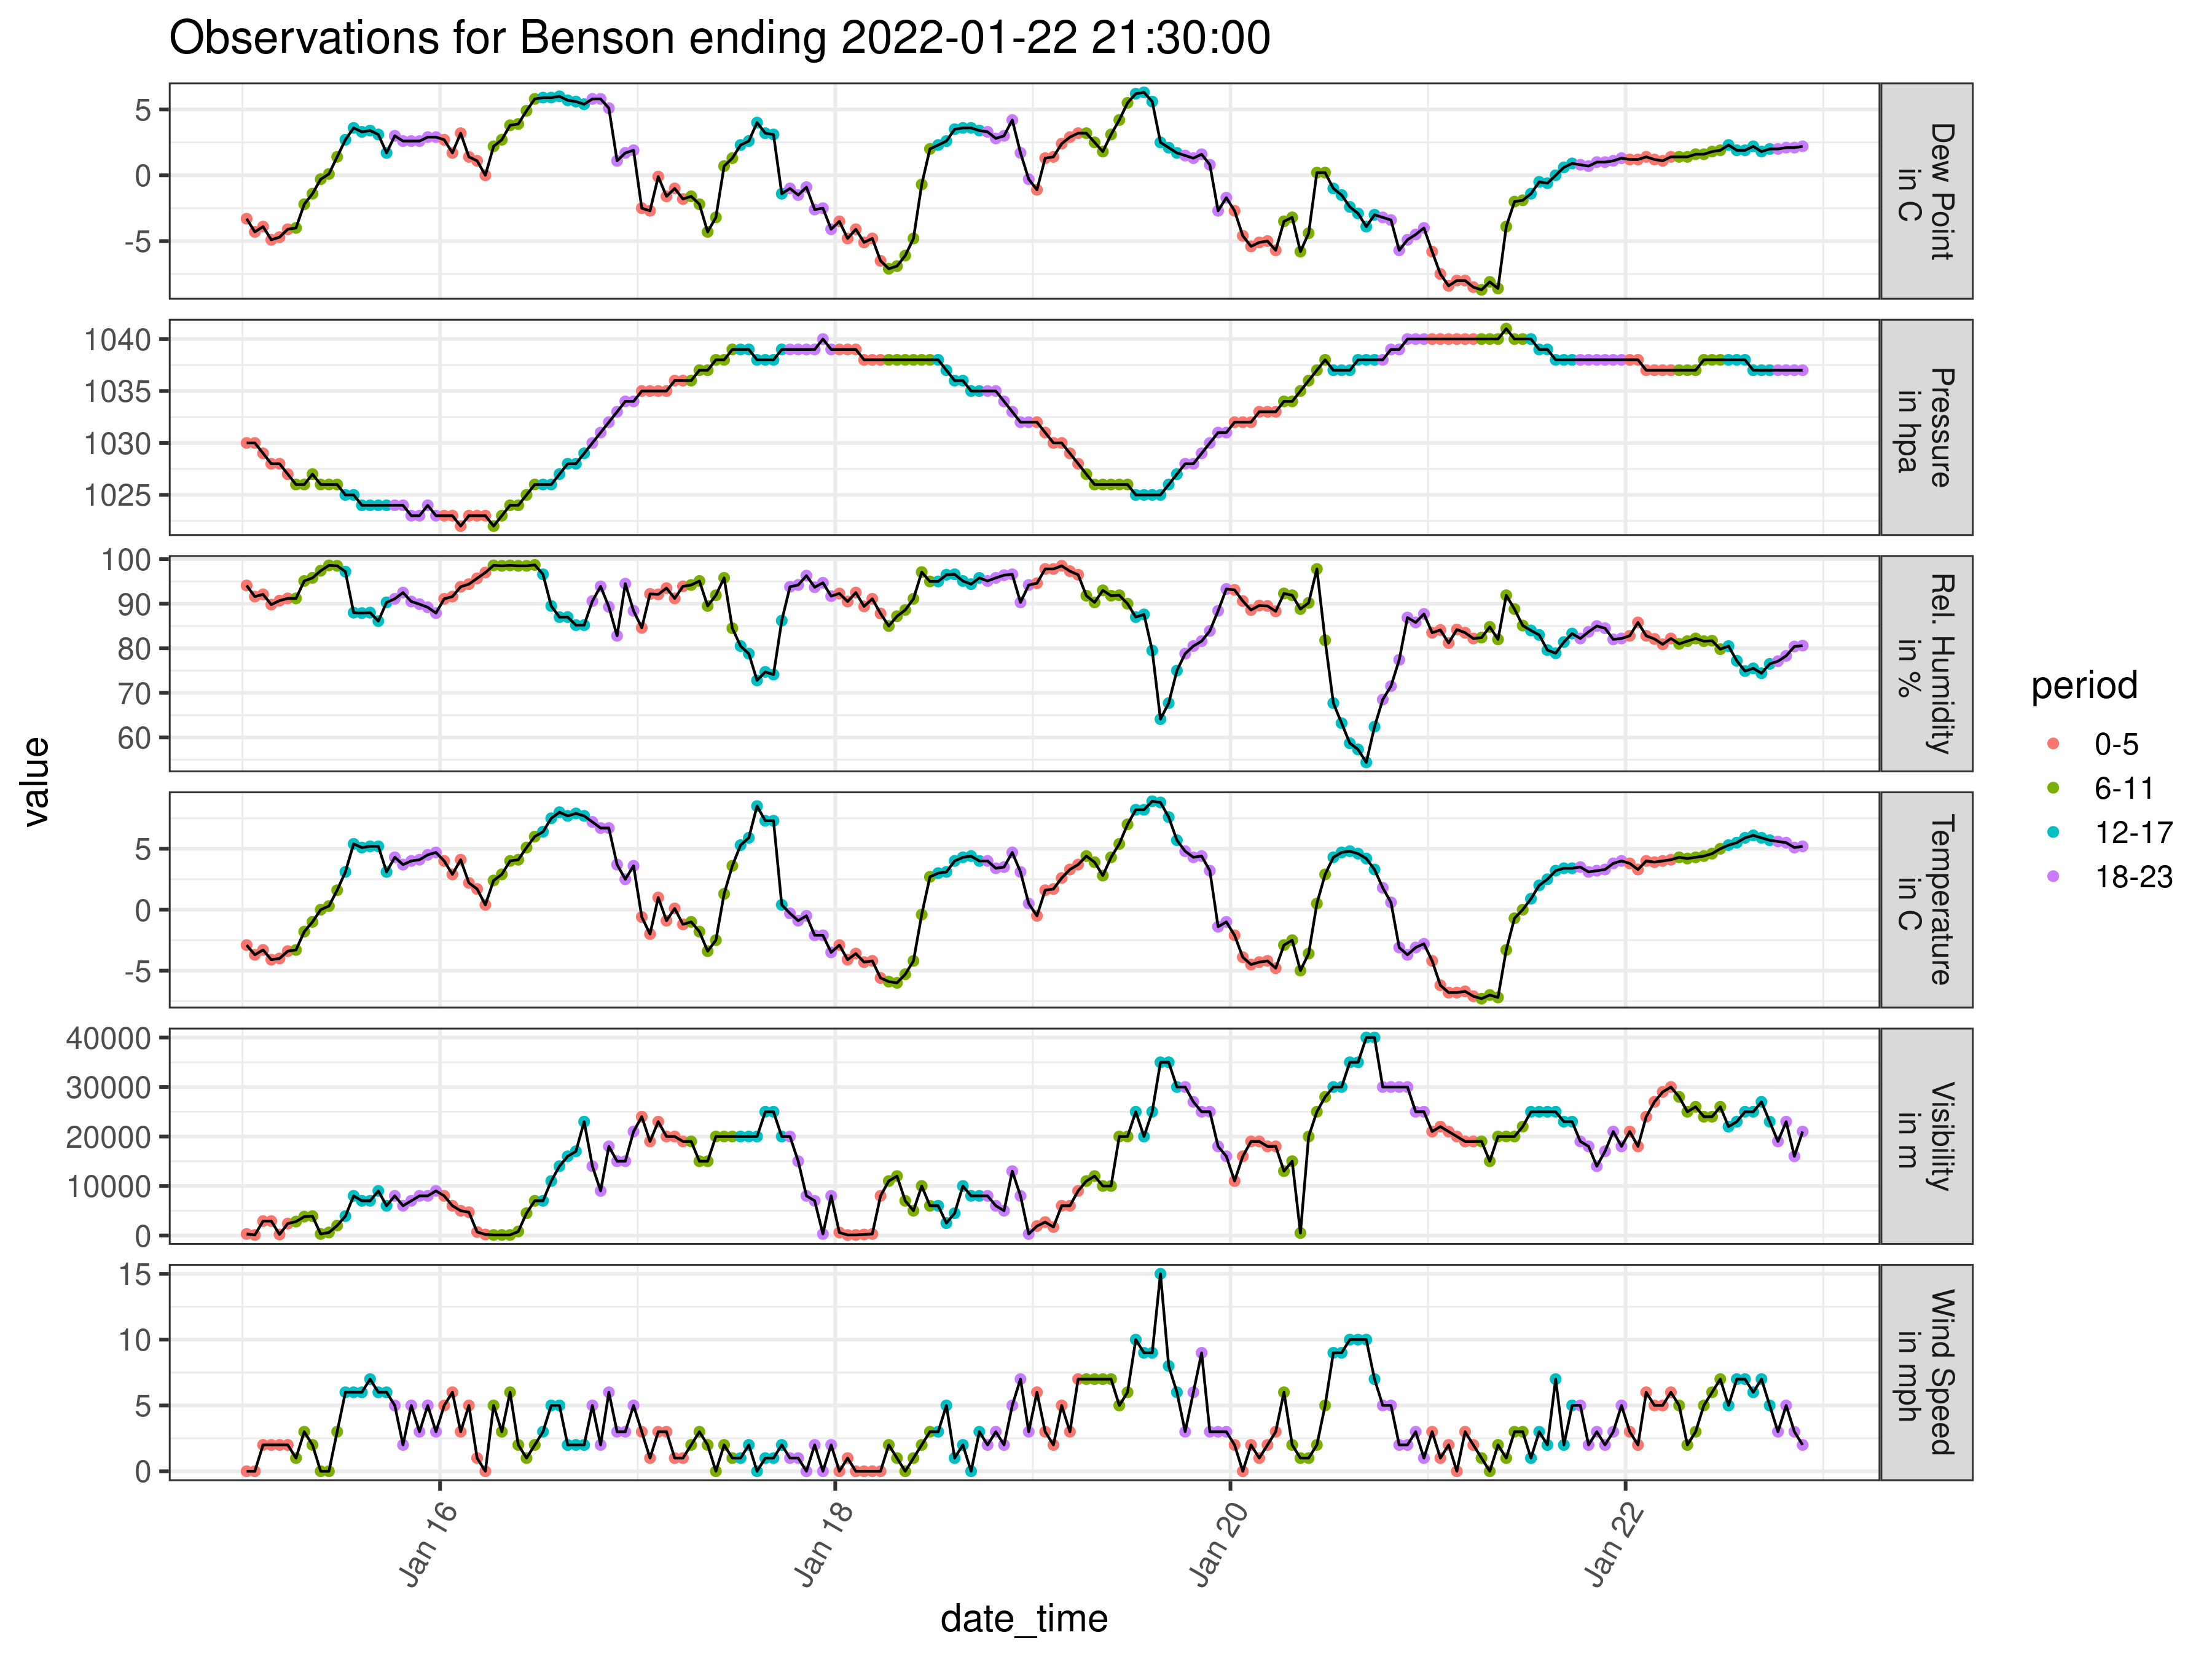 Observations for Benson ending 2022-01-22 21:30:00
value
5
0
-5
Dew Point
in C
1040
1035
1030
1025
Pressure
in hpa
100
90
80
70
60
Rel. Humidity
in %
5
0
-5
Temperature
in C
40000
30000
20000
10000
0
Visibility
in m
15
10
5
0
Wind Speed
in mph
Jan 16
Jan 18
Jan 20
Jan 22
date_time
period
0-5
6-11
12-17
18-23